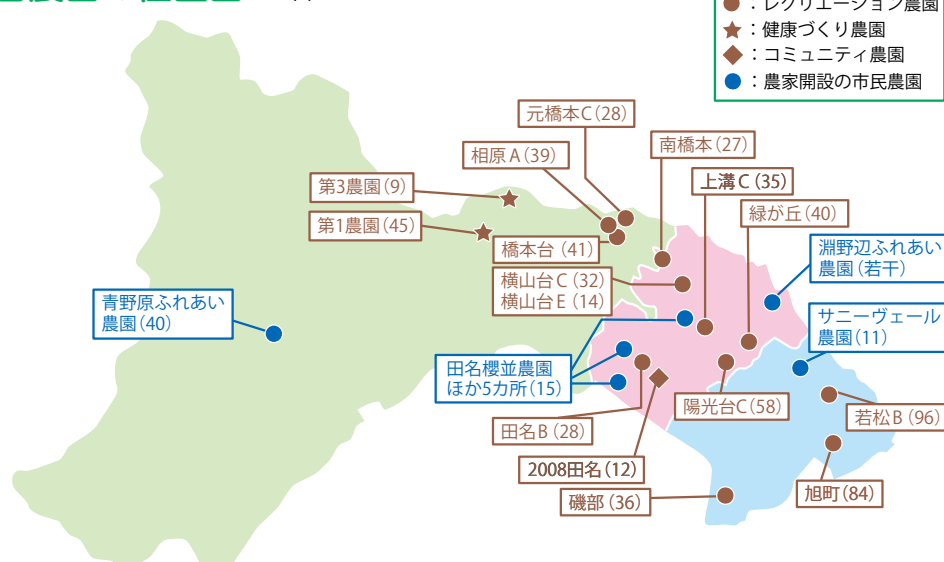 ：レクリエーション農園
：健康づくり農園
：コミュニティ農園
：農家開設の市民農園
元橋本C（28）
南橋本（27）
相原A（39）
上溝C（35）
第3農園（9）
緑が丘（40）
第1農園（45）
橋本台（41）
淵野辺ふれあい
農園（若干）
横山台C（32）
横山台E（14）
青野原ふれあい
農園（40）
サニーヴェール
農園（11）
田名櫻並農園
ほか5カ所（15）
陽光台C（58）
若松B（96）
田名B（28）
2008田名（12）
旭町（84）
磯部（36）